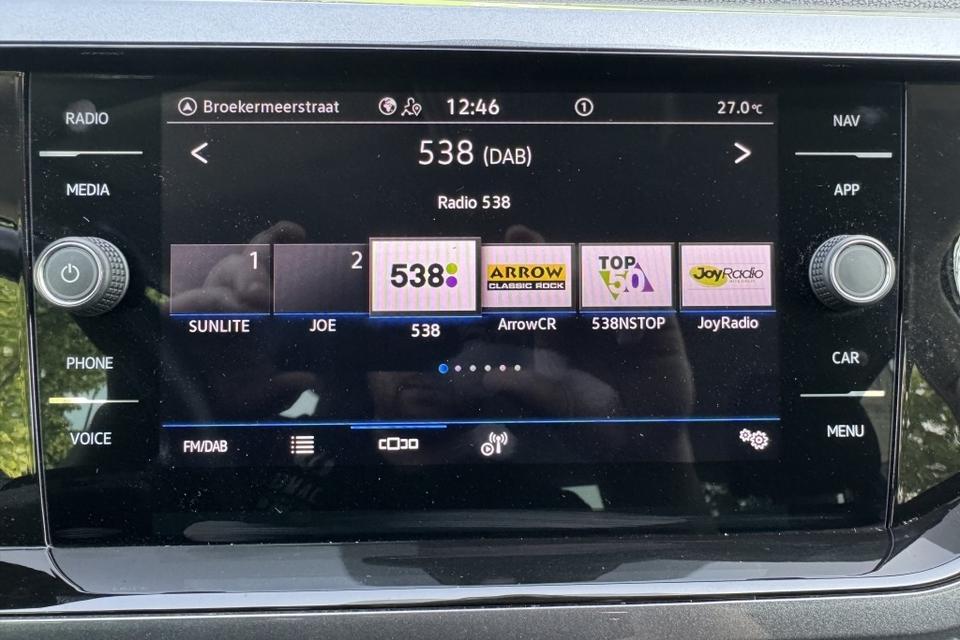 RADIO
MEDIA
PHONE
VOICE
Broekermeerstraat 12:46 1 27.0°C
538 (DAB)
Radio 538
1 2
538 ARROW CLASSIC ROCK TOP 50 JoyRadio
SUNLITE JOE 538 ArrowCR 538NSTOP JoyRadio
FM/DAB
NAV
APP
CAR
MENU